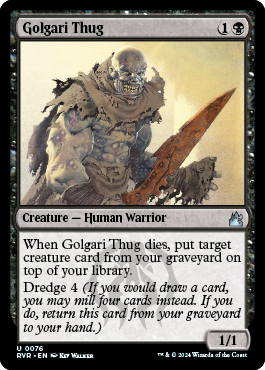 Golgari Thug 1
Creature — Human Warrior
When Golgari Thug dies, put target
creature card from your graveyard on
top of your library.
Dredge 4 (If you would draw a card,
you may mill four cards instead. If you
do, return this card from your graveyard
to your hand.)
1/1
U 0076
RVR • EN Kev Walker
™ & © 2024 Wizards of the Coast